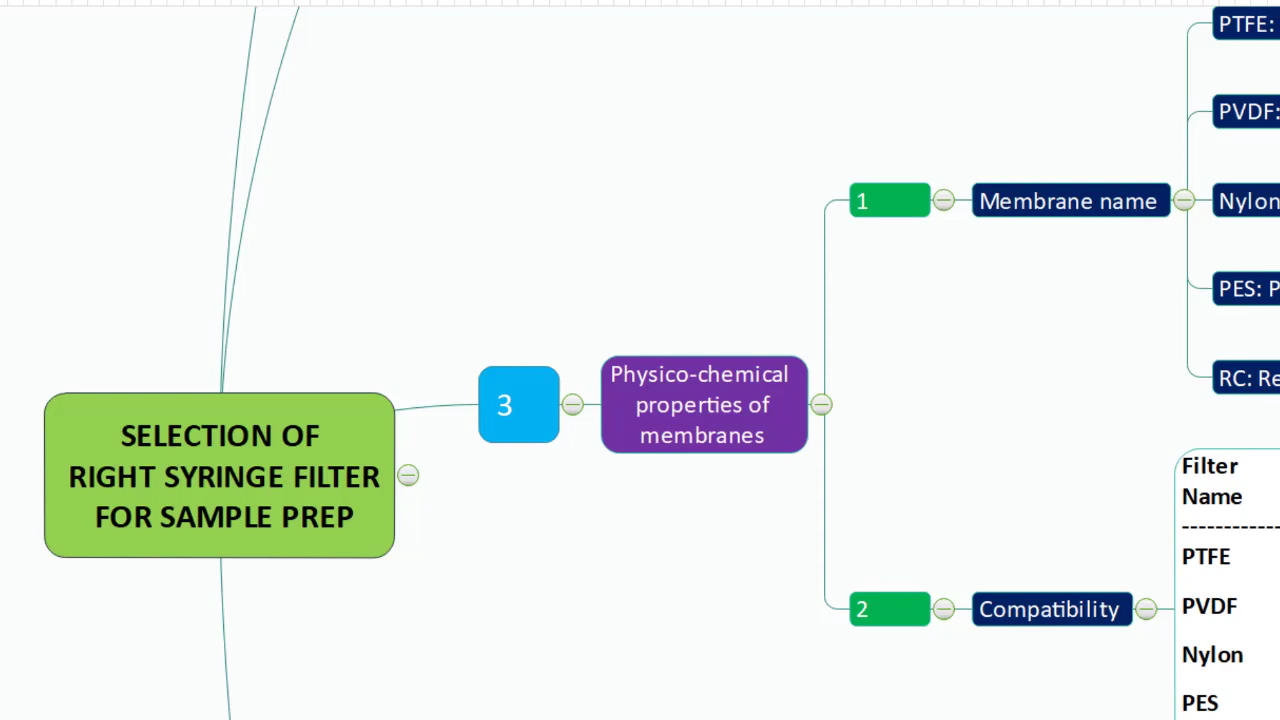 SELECTION OF
RIGHT SYRINGE FILTER
FOR SAMPLE PREP
3
Physico-chemical
properties of
membranes
1
Membrane name
PTFE:
PVDF:
Nylon
PES: P
RC: Re
2
Compatibility
Filter
Name
------------
PTFE
PVDF
Nylon
PES